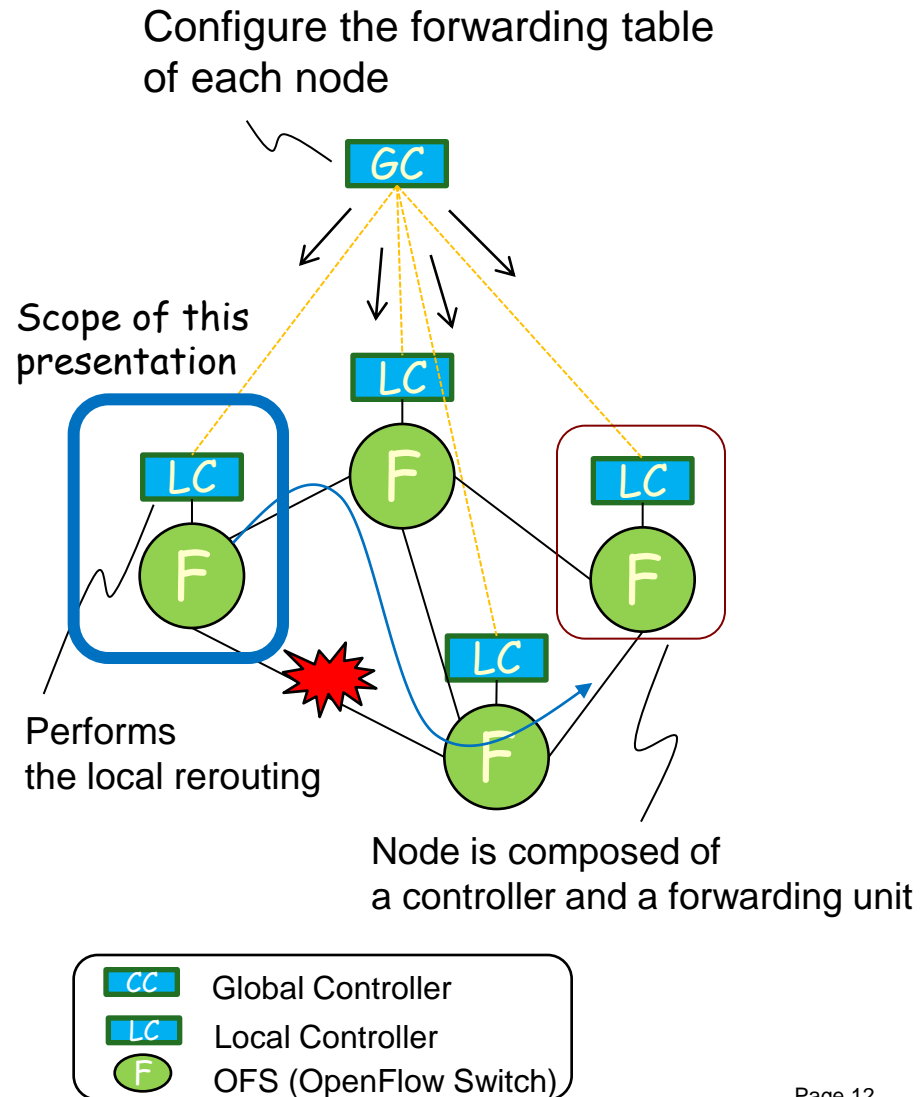 Configure the forwarding table
of each node
GC
Scope of this
presentation
LC
LC
LC
F
F
F
LC
F
Performs
the local rerouting
Node is composed of
a controller and a forwarding unit
CC Global Controller
LC Local Controller
F OFS (OpenFlow Switch)
Page 12